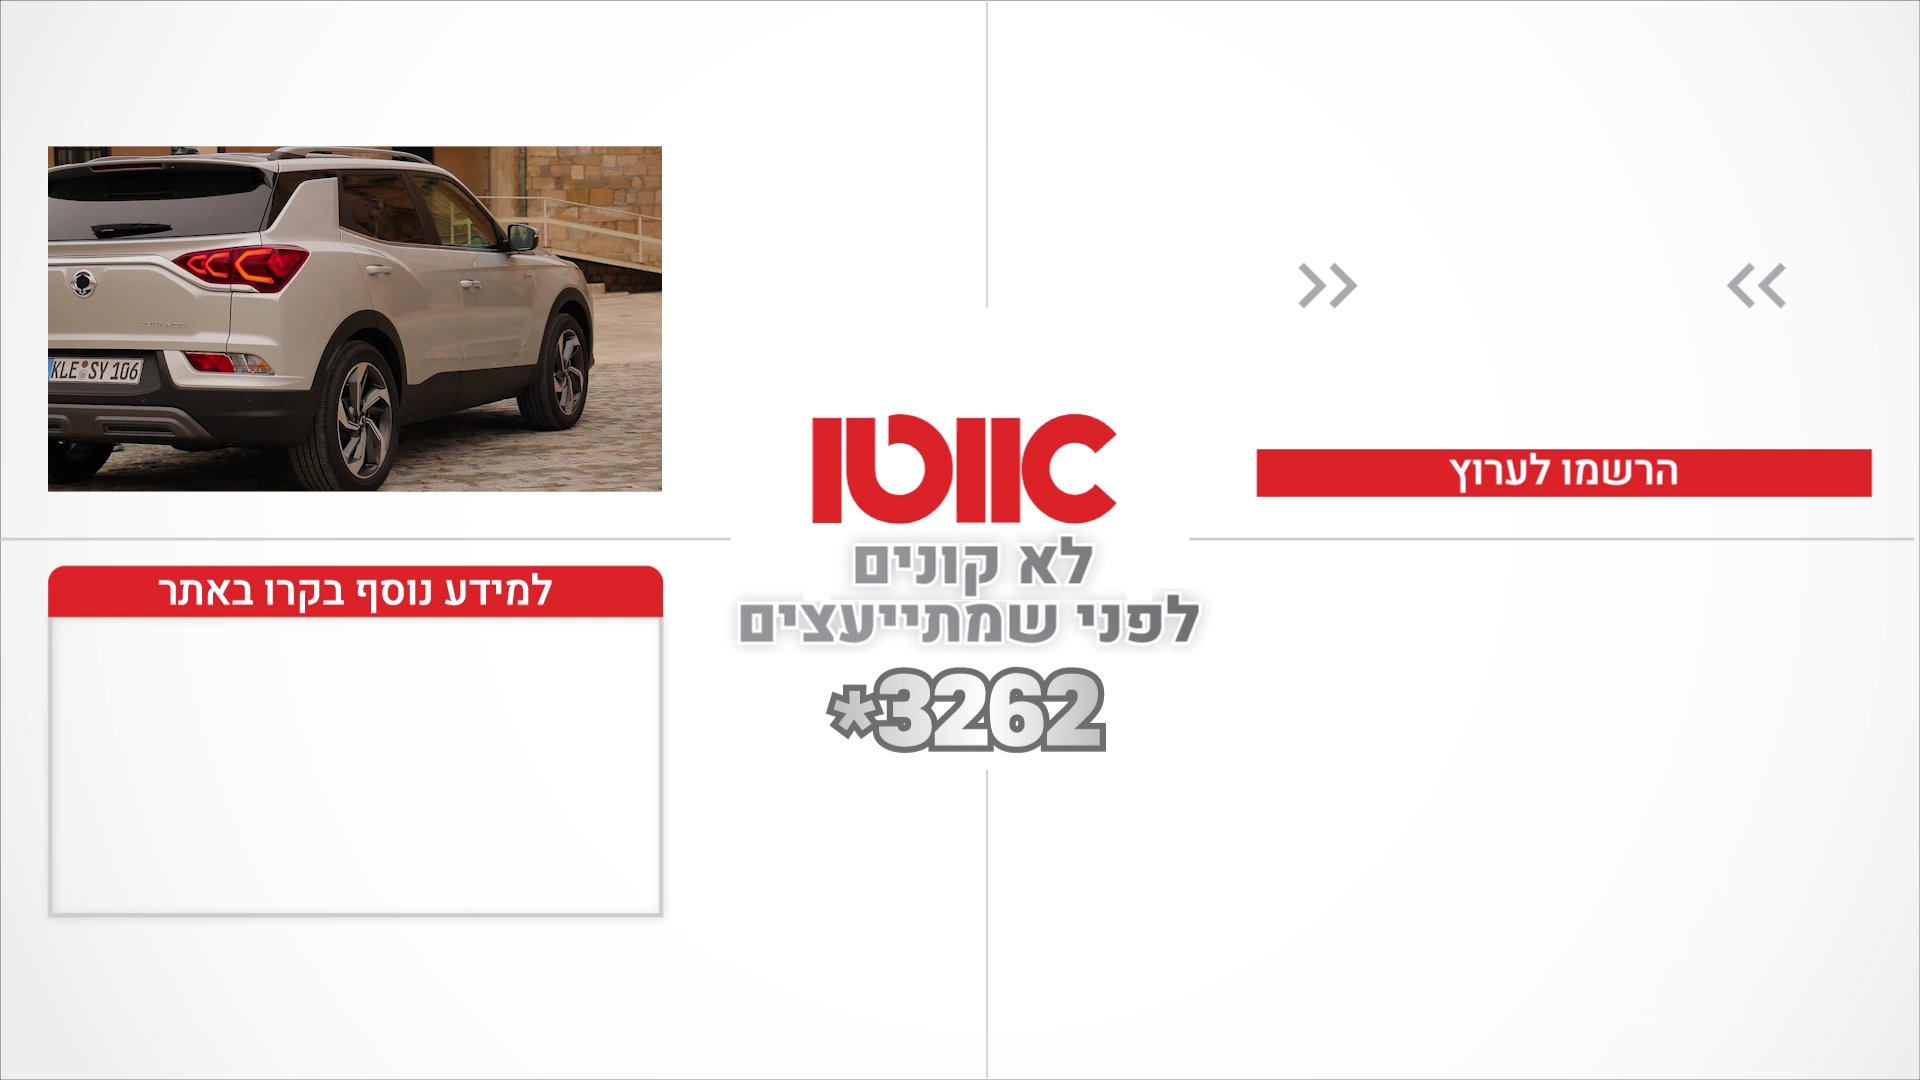 KLE SY 106
הרשמו לערוץ
אוטו
לא קונים
לפני שמתייעצים
*3262
למידע נוסף בקרו באתר